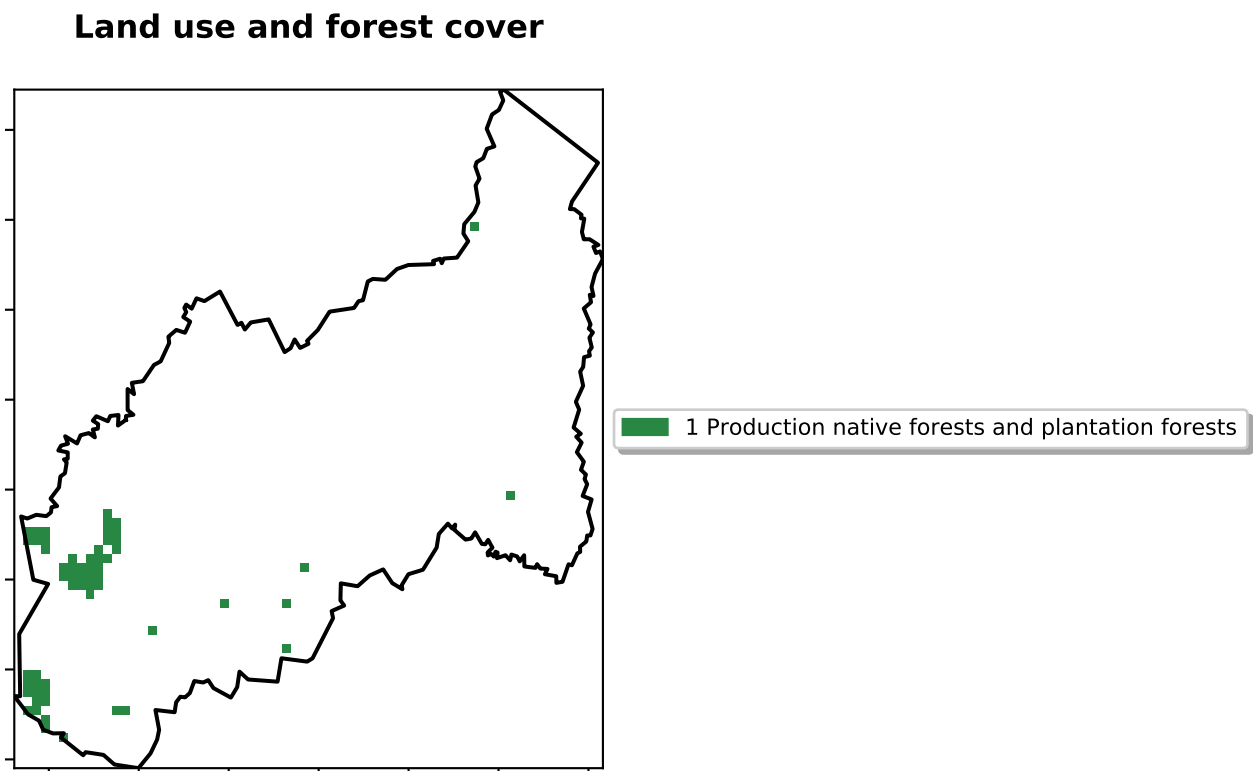 Land use and forest cover
1 Production native forests and plantation forests